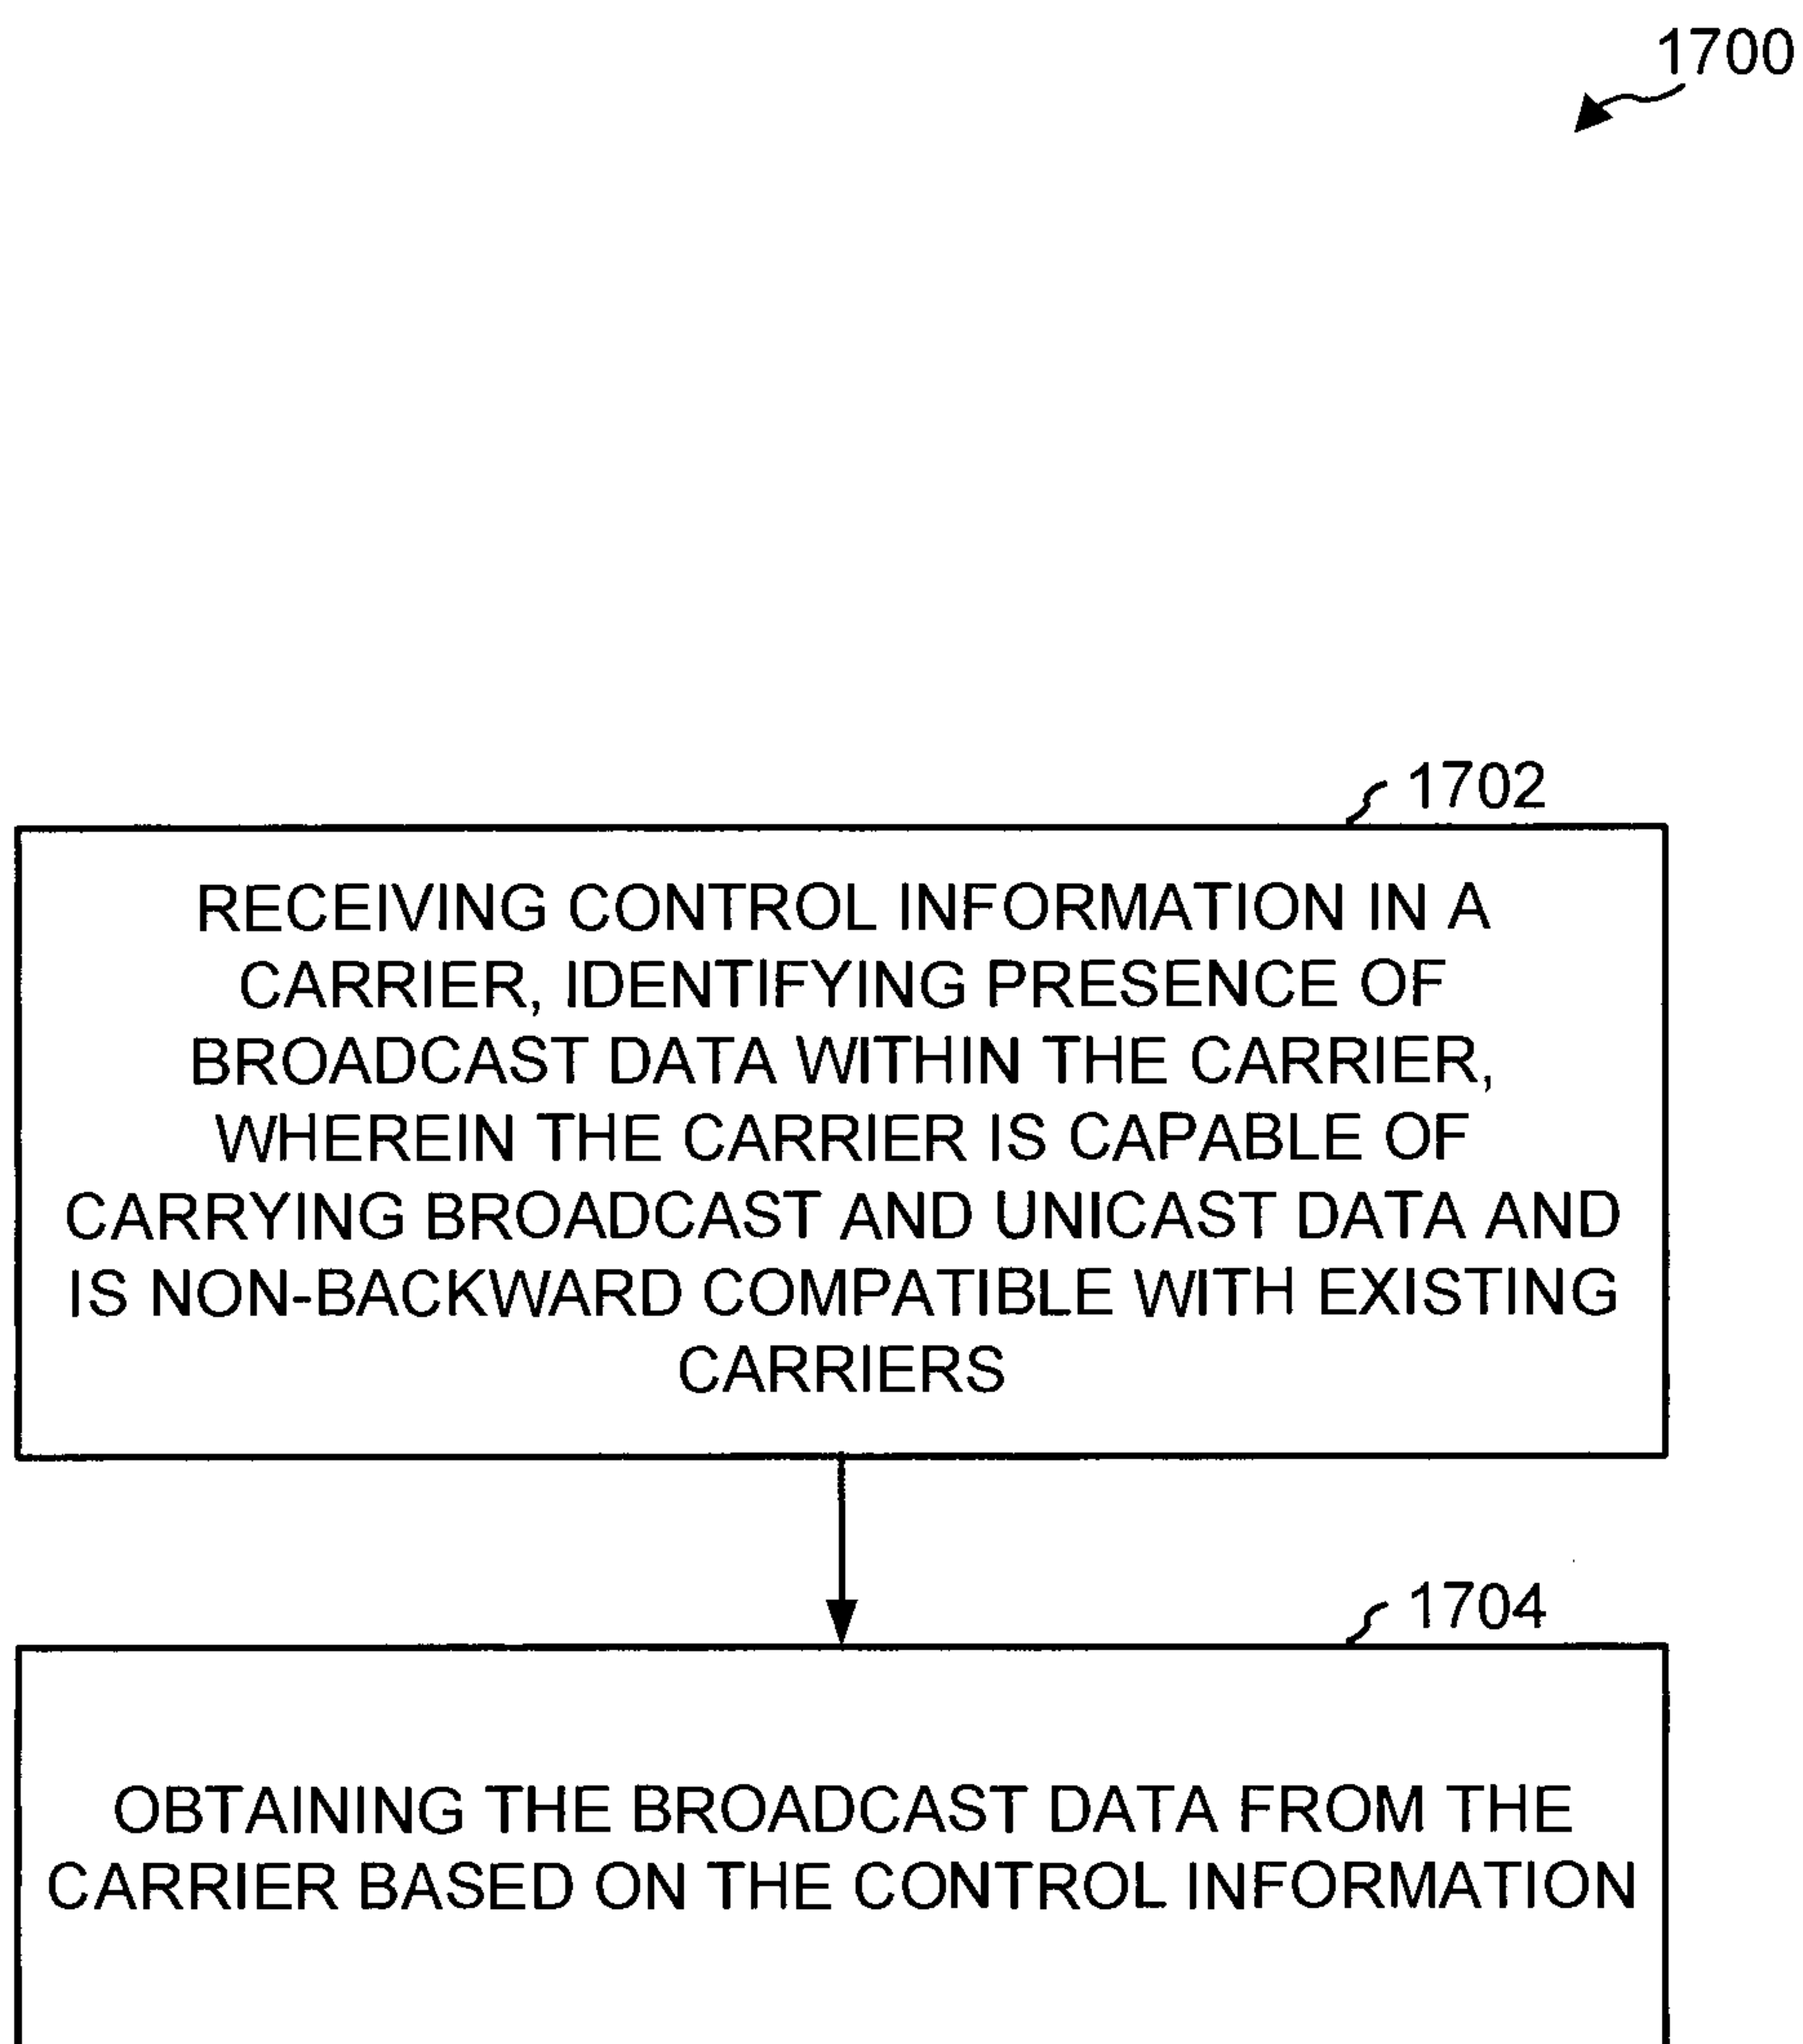 1700
1702
RECEIVING CONTROL INFORMATION IN A
CARRIER, IDENTIFYING PRESENCE OF
BROADCAST DATA WITHIN THE CARRIER,
WHEREIN THE CARRIER IS CAPABLE OF
CARRYING BROADCAST AND UNICAST DATA AND
IS NON-BACKWARD COMPATIBLE WITH EXISTING
CARRIERS
1704
OBTAINING THE BROADCAST DATA FROM THE
CARRIER BASED ON THE CONTROL INFORMATION